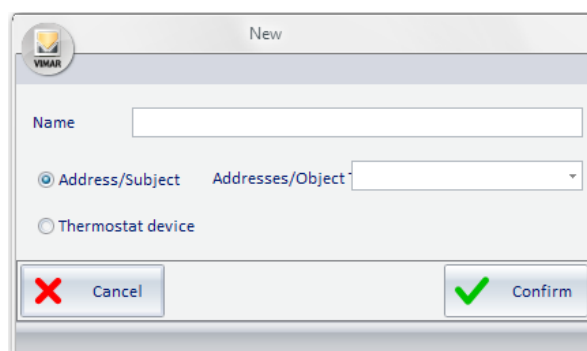 New
VIMAR
Name
Address/Subject Addresses/Object
Thermostat device
Cancel Confirm